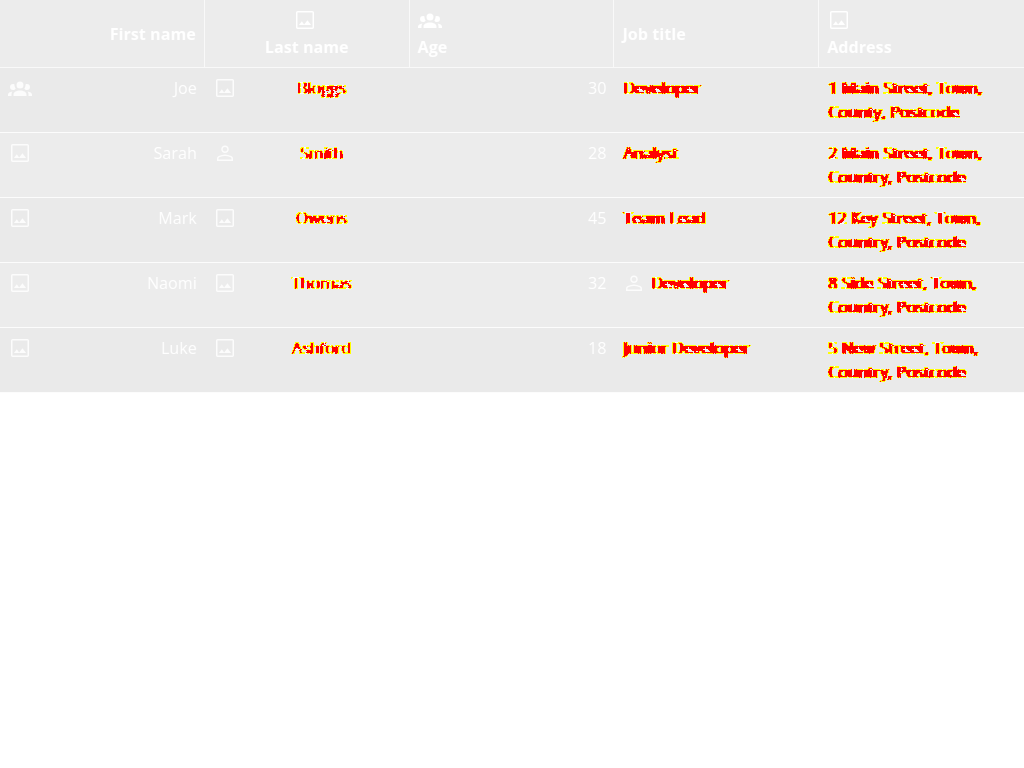 First name Last name Age Job title Address
Joe Bloggs 30 Developer 1 Main Street, Town,
County, Postcode
Sarah Smith 28 Analyst 2 Main Street, Town,
Country, Postcode
Mark Owens 45 Team Lead 12 Key Street, Town,
Country, Postcode
Naomi Thomas 32 Developer 8 Side Street, Town,
Country, Postcode
Luke Ashford 18 Junior Developer 5 New Street, Town,
Country, Postcode